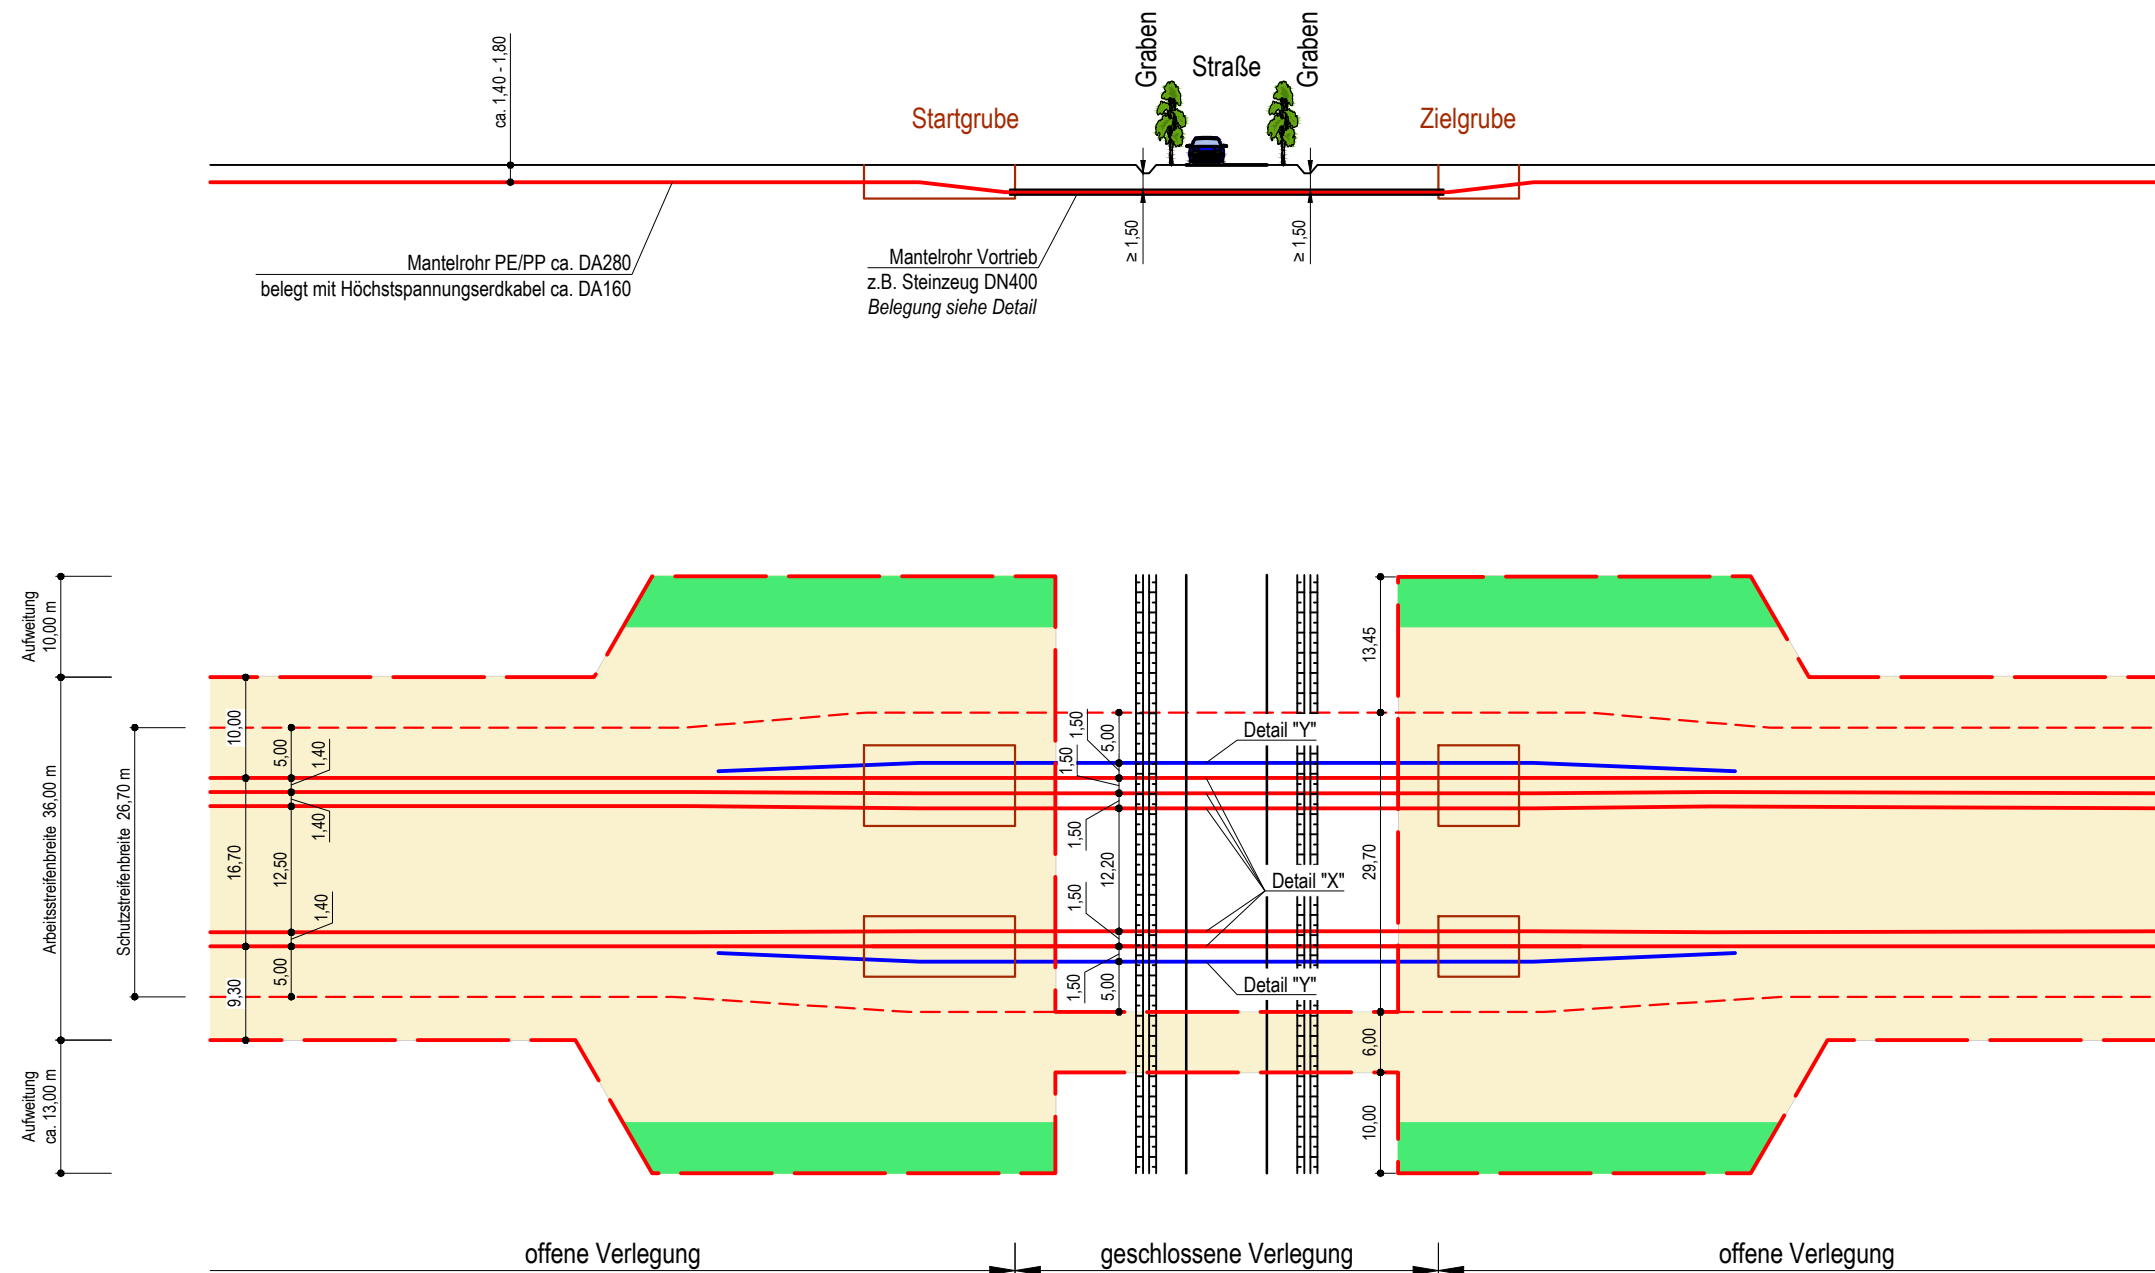 ca. 1,40 - 1,80
Graben
Straße
Graben
Startgrube
Zielgrube
Mantelrohr PE/PP ca. DA280
belegt mit Höchstspannungserdkabel ca. DA160
Mantelrohr Vortrieb
z.B. Steinzeug DN400
Belegung siehe Detail
≥ 1,50
≥ 1,50
Aufweitung
10,00 m
Arbeitsstreifenbreite 36,00 m
Aufweitung
ca. 13,00 m
Schutzstreifenbreite 26,70 m
10,00
16,70
9,30
5,00
1,40
1,40
12,50
1,40
5,00
1,50
5,00
1,50
1,50
12,20
1,50
1,50
5,00
Detail "Y"
Detail "X"
Detail "Y"
13,45
29,70
6,00
10,00
offene Verlegung
geschlossene Verlegung
offene Verlegung